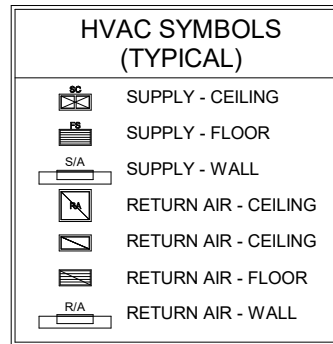 HVAC SYMBOLS
(TYPICAL)
SC
SUPPLY - CEILING
FS
SUPPLY - FLOOR
S/A
SUPPLY - WALL
RA
RETURN AIR - CEILING
RETURN AIR - CEILING
RETURN AIR - FLOOR
R/A
RETURN AIR - WALL